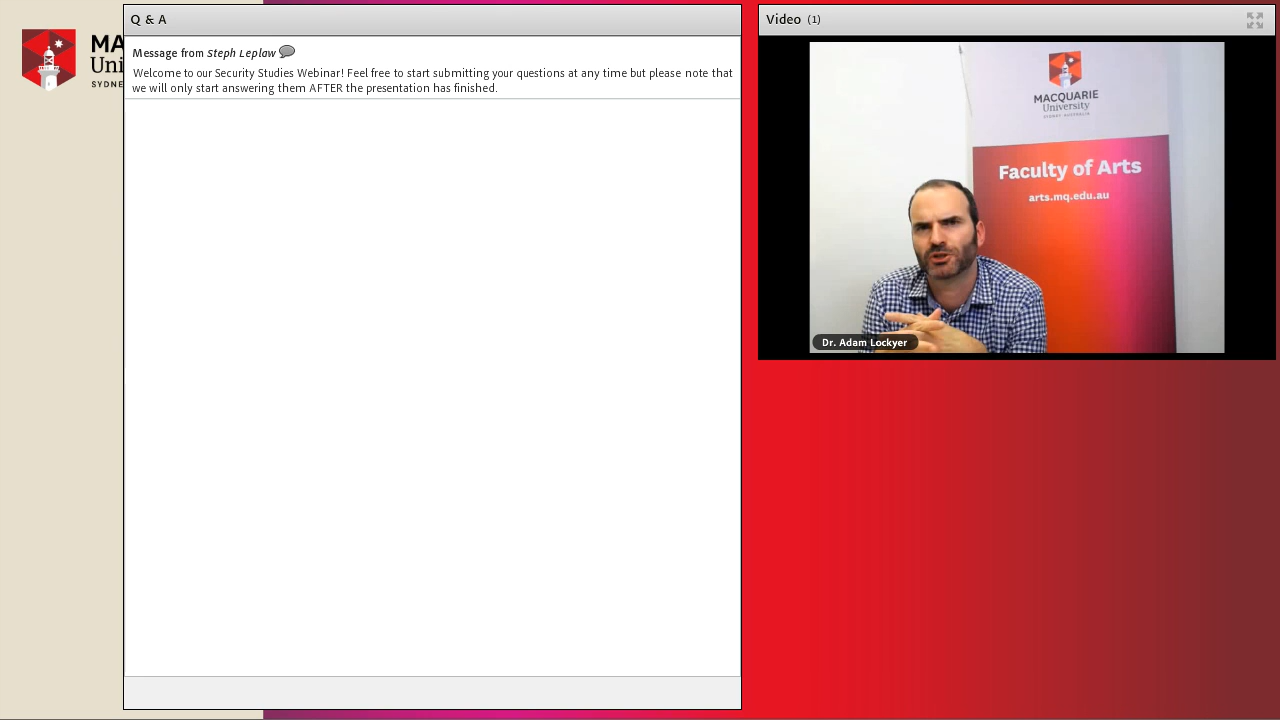 MA
Uni
SYDNE
Q & A
Message from Steph Leplaw
Welcome to our Security Studies Webinar! Feel free to start submitting your questions at any time but please note that
we will only start answering them AFTER the presentation has finished.
Video (1)
MACQUARIE
University
SYDNEY·AUSTRALIA
Faculty of Arts
arts.mq.edu.au
Dr. Adam Lockyer